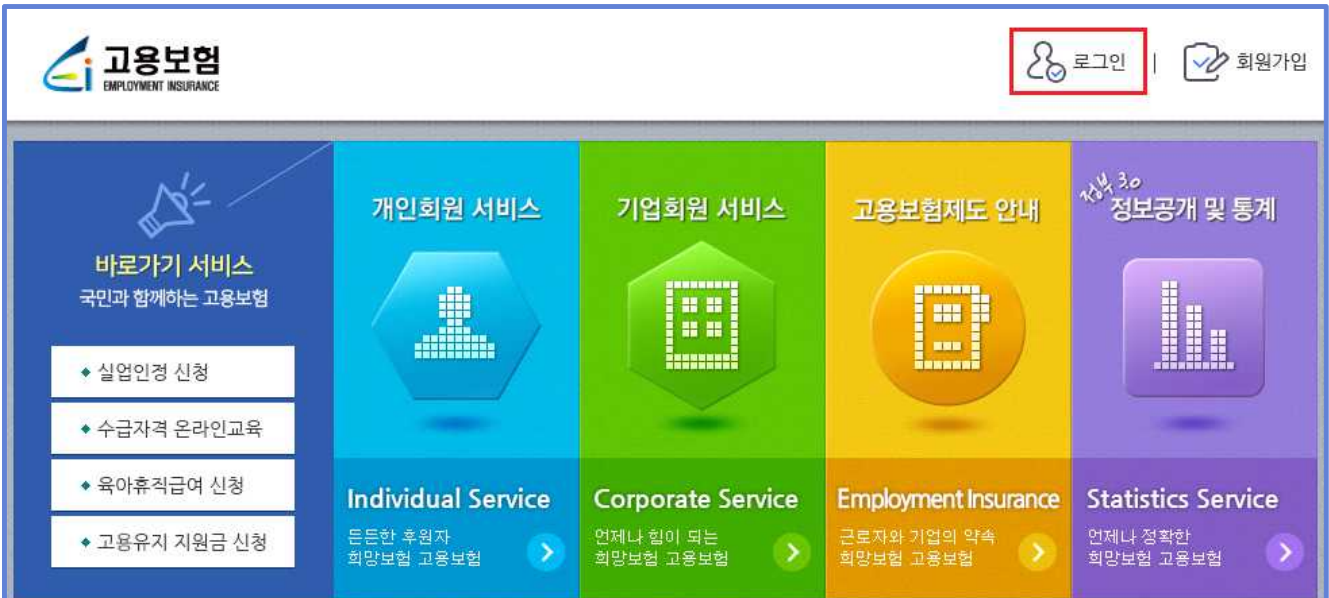 고용보험
EMPLOYMENT INSURANCE
로그인 | 회원가입
바로가기 서비스
국민과 함께하는 고용보험
실업인정 신청
수급자격 온라인교육
육아휴직급여 신청
고용유지 지원금 신청
개인회원 서비스
Individual Service
든든한 후원자
희망보험 고용보험
기업회원 서비스
Corporate Service
언제나 힘이 되는
희망보험 고용보험
고용보험제도 안내
Employment Insurance
근로자와 기업의 약속
희망보험 고용보험
정부 3.0
정보공개 및 통계
Statistics Service
언제나 정확한
희망보험 고용보험